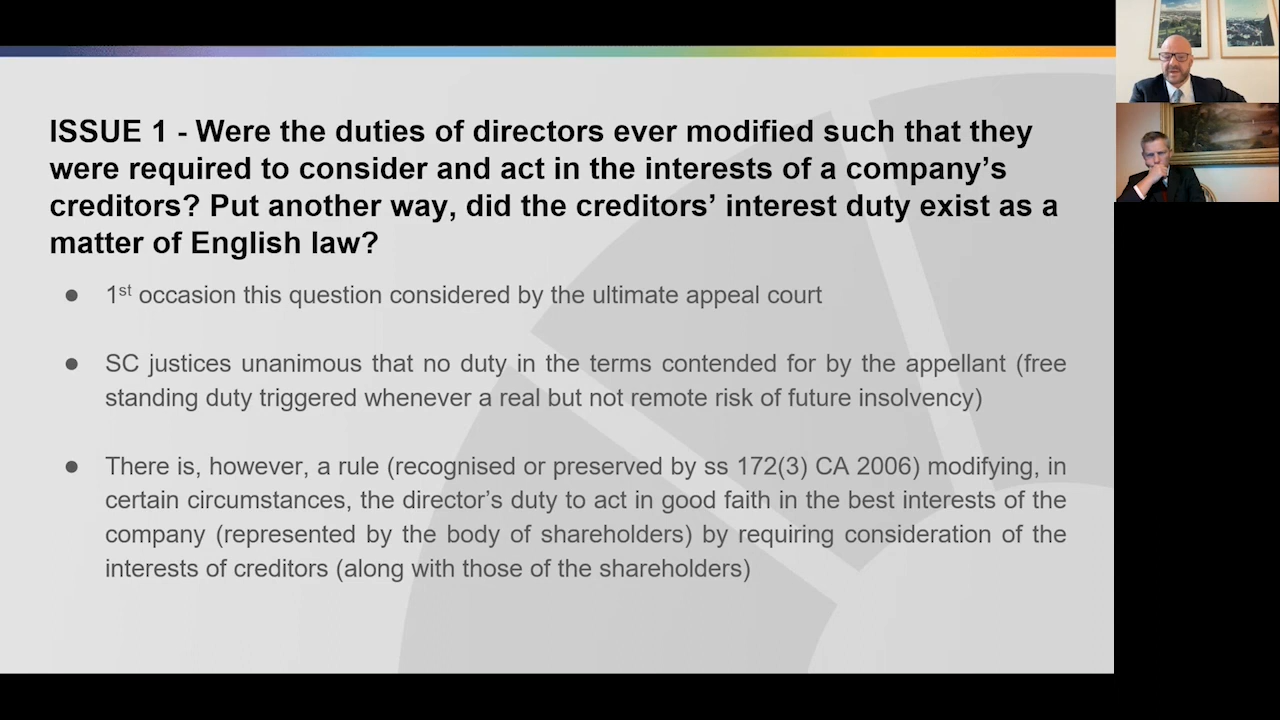 ISSUE 1 - Were the duties of directors ever modified such that they
were required to consider and act in the interests of a company’s
creditors? Put another way, did the creditors’ interest duty exist as a
matter of English law?
● 1st occasion this question considered by the ultimate appeal court
● SC justices unanimous that no duty in the terms contended for by the appellant (free
standing duty triggered whenever a real but not remote risk of future insolvency)
● There is, however, a rule (recognised or preserved by ss 172(3) CA 2006) modifying, in
certain circumstances, the director’s duty to act in good faith in the best interests of the
company (represented by the body of shareholders) by requiring consideration of the
interests of creditors (along with those of the shareholders)